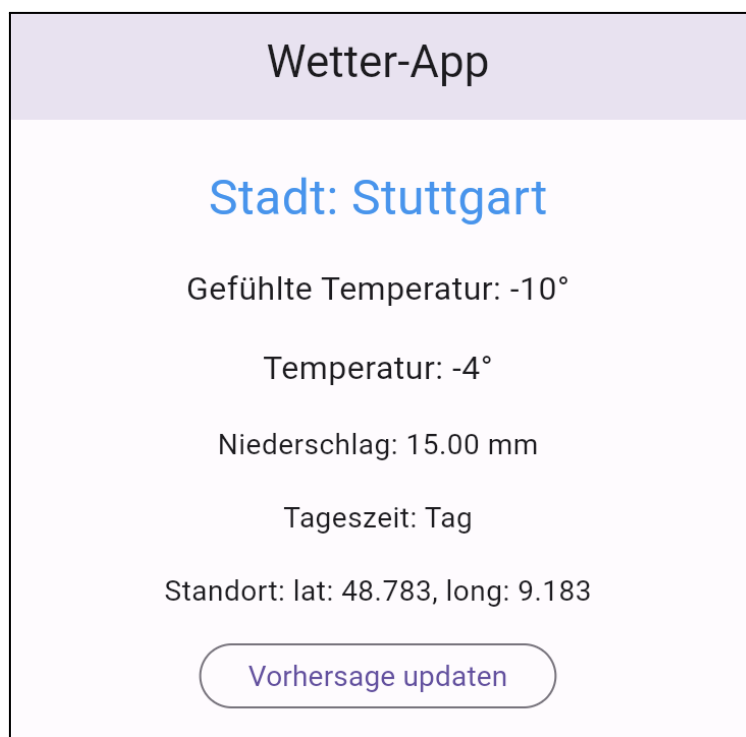 Wetter-App
Stadt: Stuttgart
Gefühlte Temperatur: -10°
Temperatur: -4°
Niederschlag: 15.00 mm
Tageszeit: Tag
Standort: lat: 48.783, long: 9.183
Vorhersage updaten